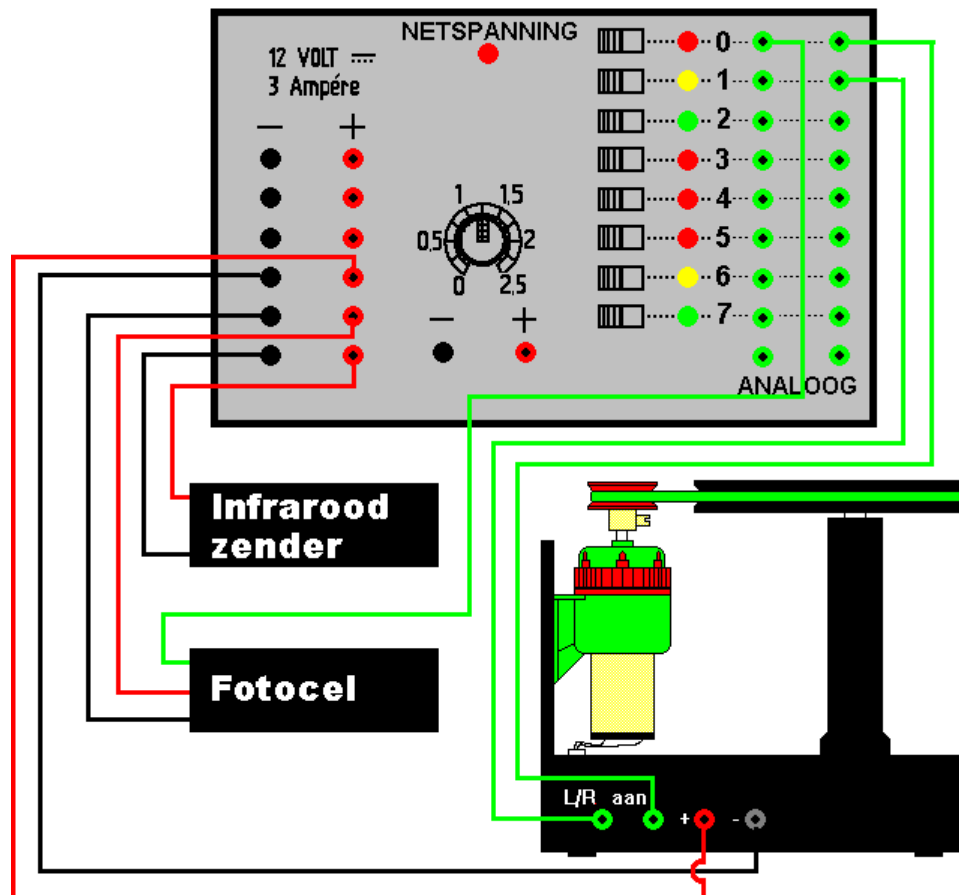 NETSPANNING
12 VOLT
3 Ampére
− +
0
1
2
3
4
5
6
7
1 1,5
0,5 2
0 2,5
− +
ANALOOG
Infrarood
zender
Fotocel
L/R aan + -